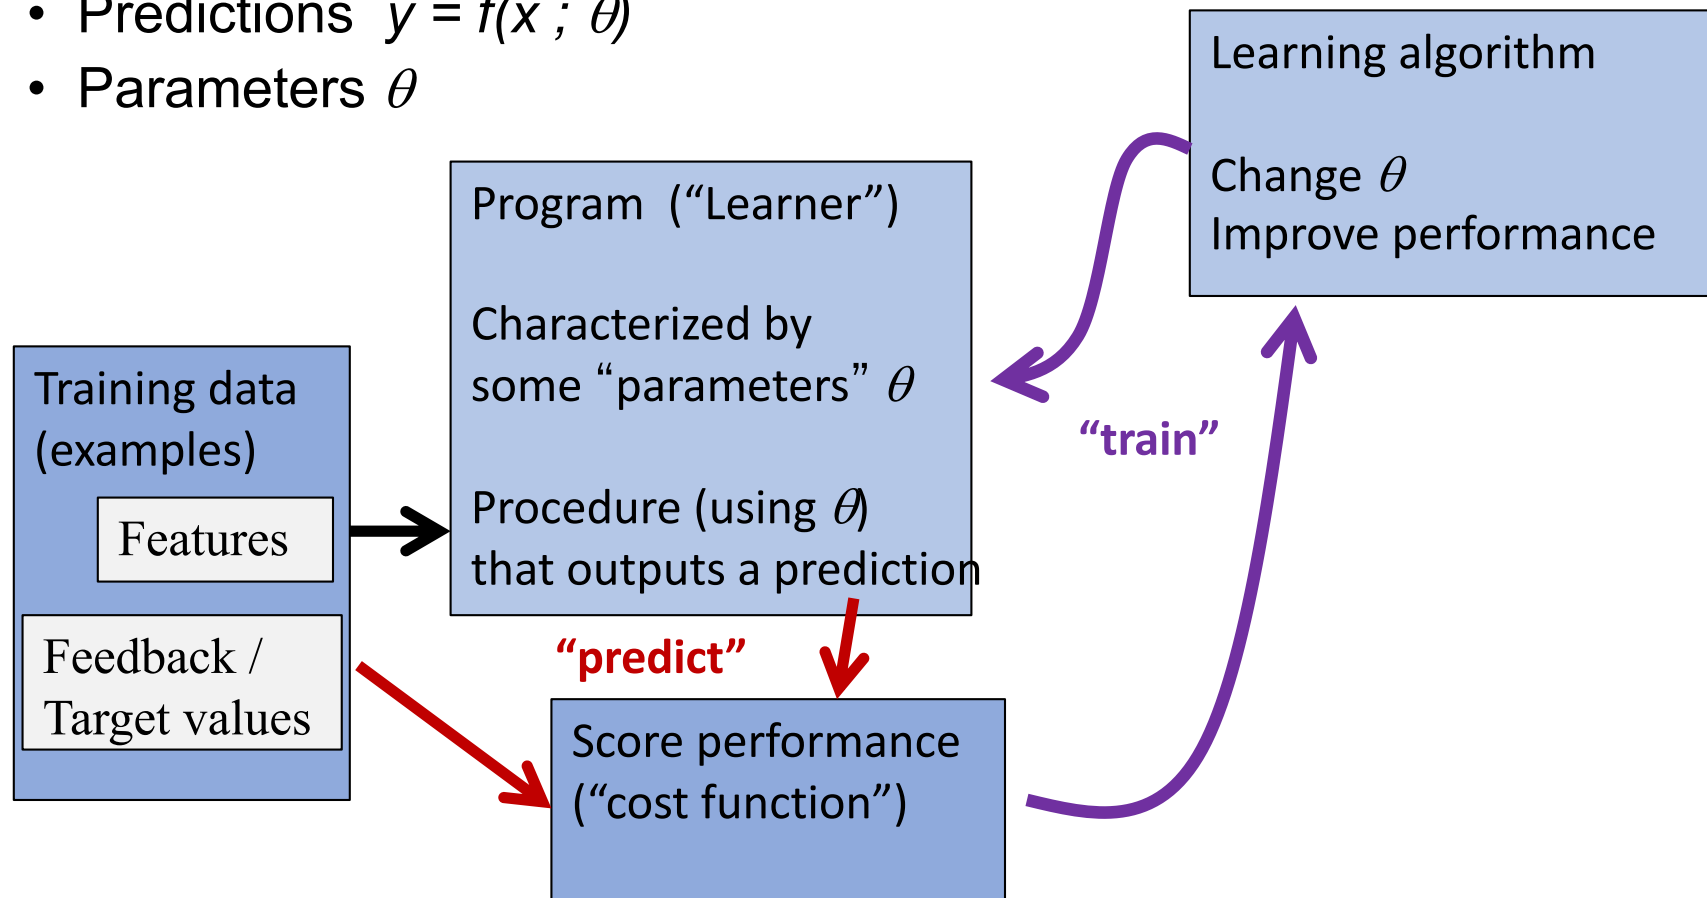 • Predictions y = f(x ; θ)
• Parameters θ
Learning algorithm
Change θ
Improve performance
Program (“Learner”)
Characterized by
some “parameters” θ
Procedure (using θ)
that outputs a prediction
Training data
(examples)
Features
Feedback /
Target values
“train”
“predict”
Score performance
(“cost function”)